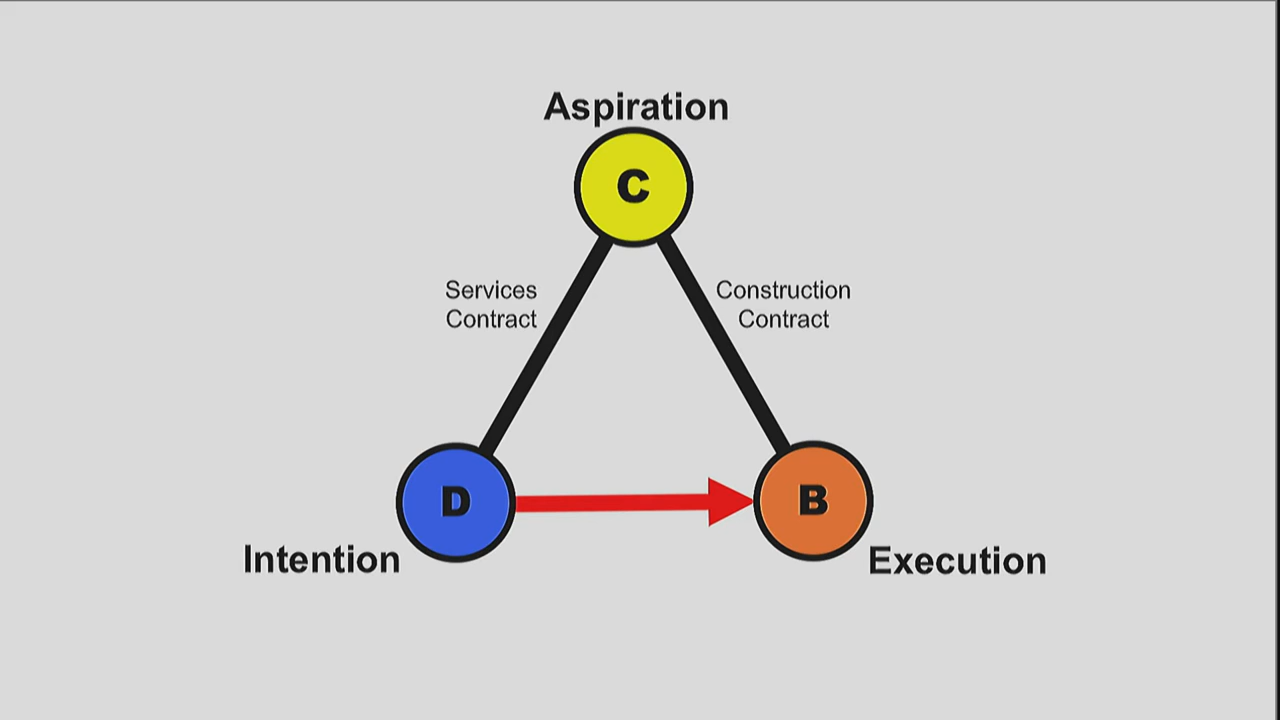 Aspiration
C
Services
Contract
Construction
Contract
D
B
Intention
Execution